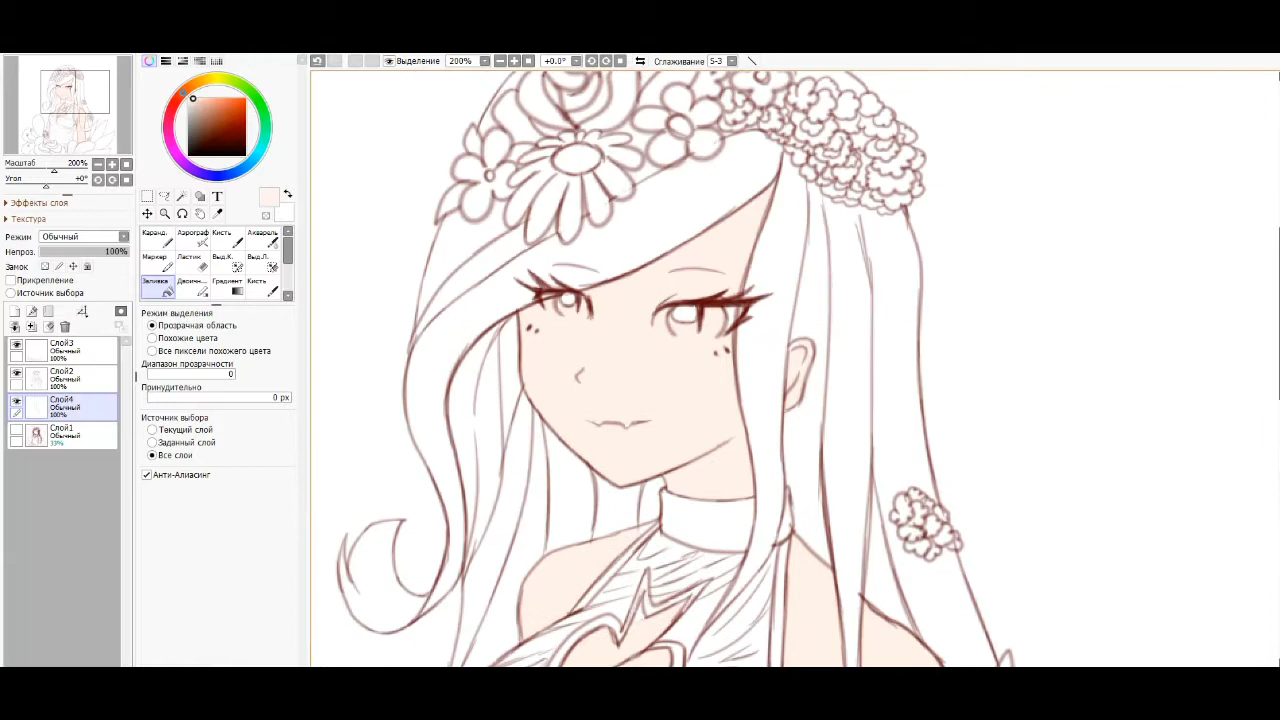 Выделение 200% +0.0° Сглаживание S-3
Масштаб 200%
Угол +0°
Эффекты слоя
Текстура
Режим Обычный
Непроз. 100%
Замок
Прикрепление
Источник выбора
Слой3
Обычный
100%
Слой2
Обычный
100%
Слой4
Обычный
100%
Слой1
Обычный
33%
T
Каранд. Аэрограф Кисть Акварель
Маркер Ластик Выд.К. Выд.Л.
Заливка Двоичн... Градиент Кисть
Режим выделения
Прозрачная область
Похожие цвета
Все пиксели похожего цвета
Диапазон прозрачности
0
Принудительно
0 px
Источник выбора
Текущий слой
Заданный слой
Все слои
Анти-Алиасинг